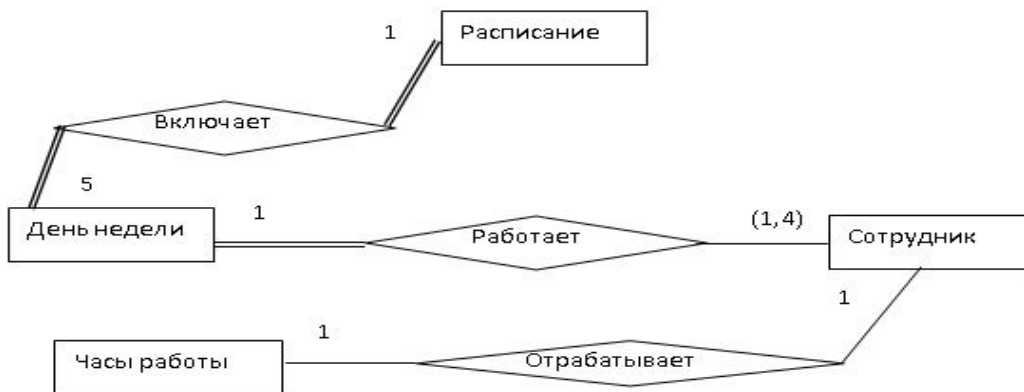 1
Расписание
Включает
5
День недели
1
Работает
(1,4)
Сотрудник
1
1
Часы работы
Отрабатывает